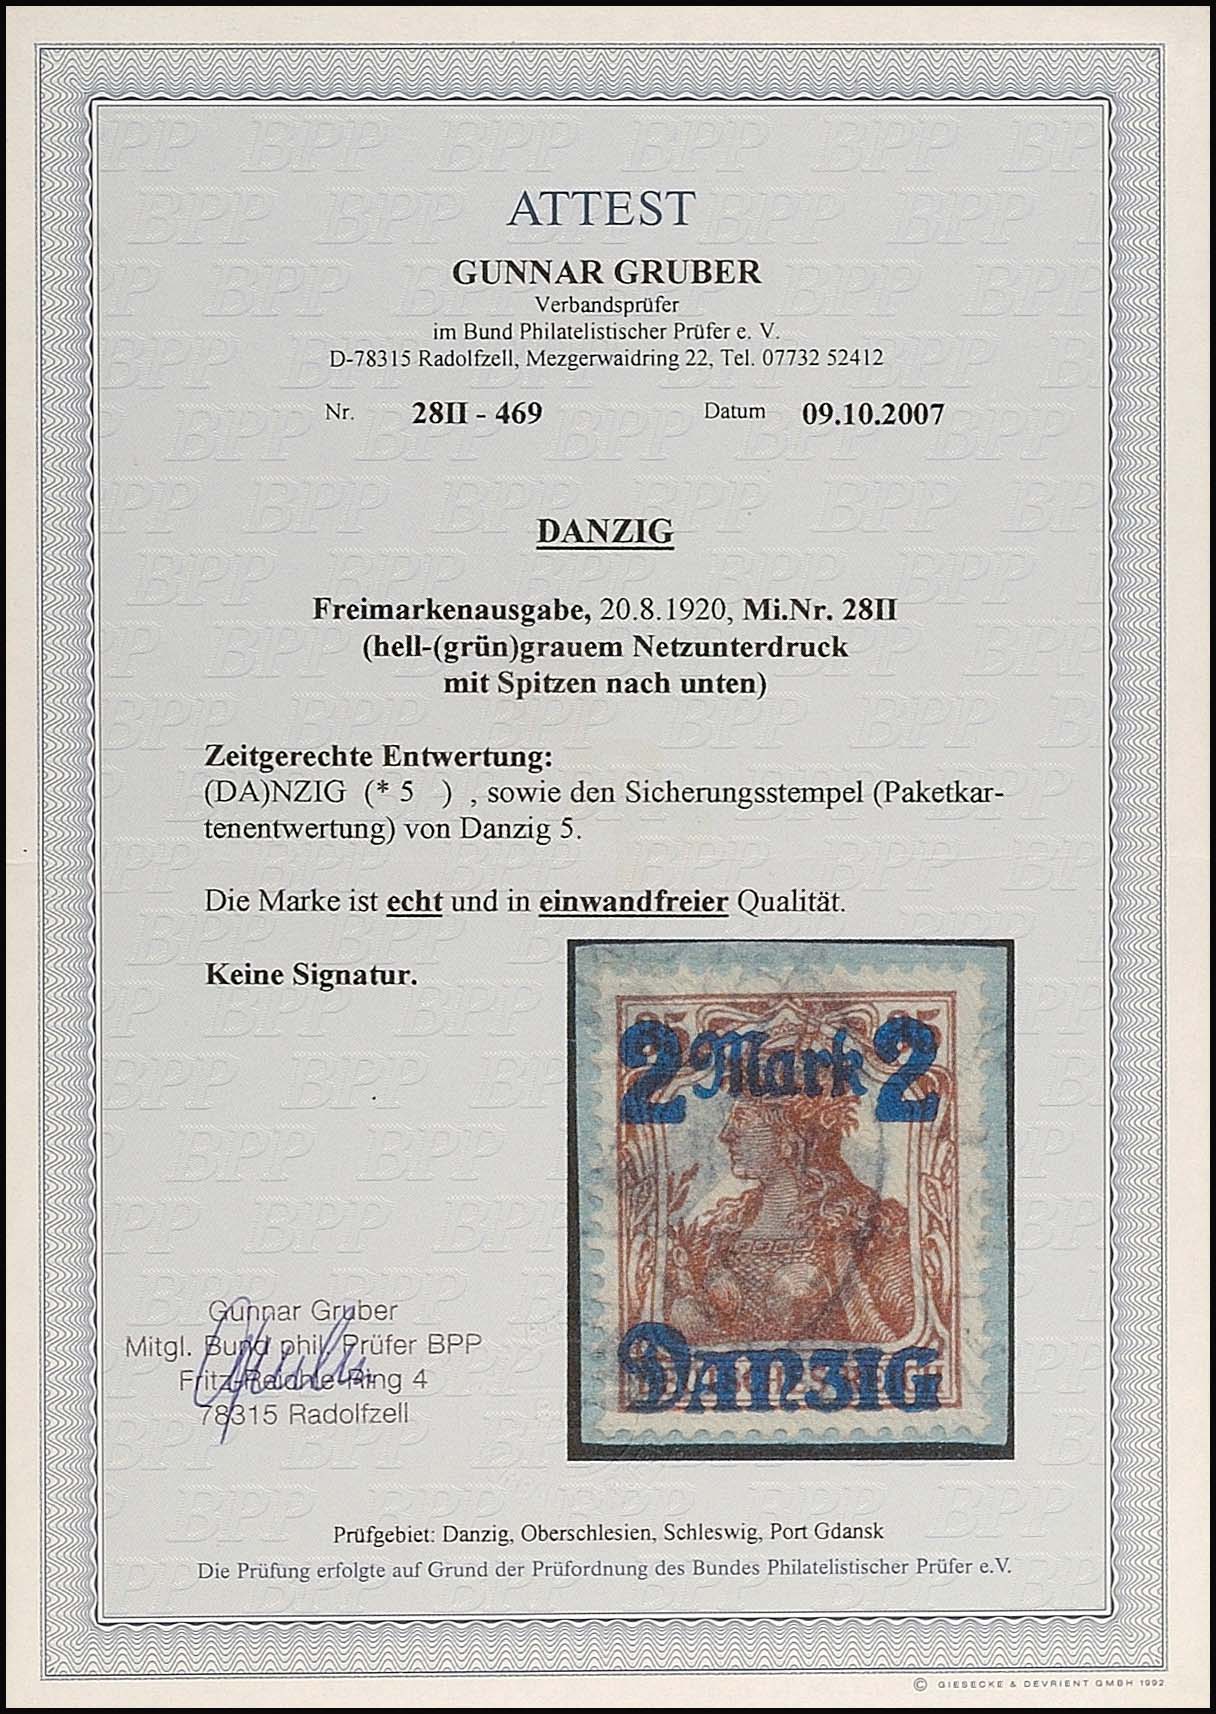 ATTEST
GUNNAR GRUBER
Verbandsprüfer
im Bund Philatelistischer Prüfer e. V.
D-78315 Radolfzell, Mezgerwaidring 22, Tel. 07732 52412
Nr. 28II - 469 Datum 09.10.2007
DANZIG
Freimarkenausgabe, 20.8.1920, Mi.Nr. 28II
(hell-(grün)grauem Netzunterdruck
mit Spitzen nach unten)
Zeitgerechte Entwertung:
(DA)NZIG (* 5 ) , sowie den Sicherungsstempel (Paketkar-
tenentwertung) von Danzig 5.
Die Marke ist echt und in einwandfreier Qualität.
Keine Signatur.
2 Mark 2
DANZIG
Gunnar Gruber
Mitgl. Bund phil. Prüfer BPP
Fritz-Reichle-Ring 4
78315 Radolfzell
Prüfgebiet: Danzig, Oberschlesien, Schleswig, Port Gdansk
Die Prüfung erfolgte auf Grund der Prüfordnung des Bundes Philatelistischer Prüfer e.V.
© GIESECKE & DEVRIENT GMBH 1992